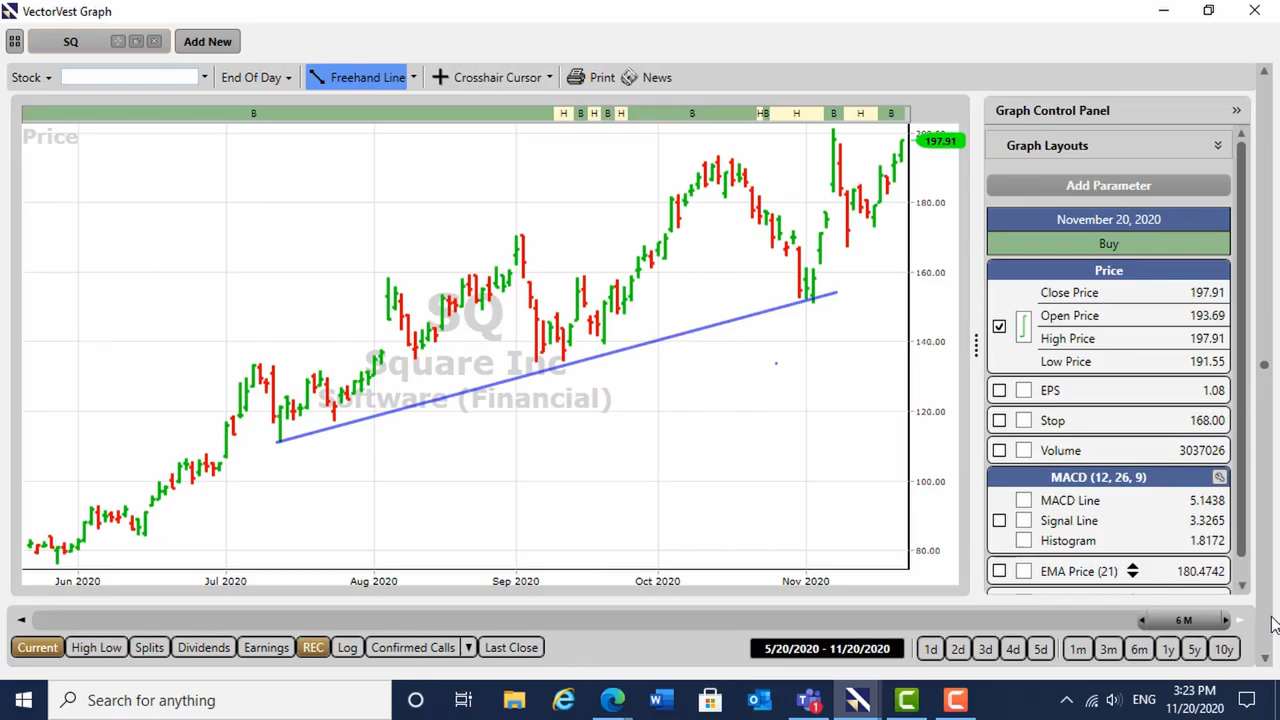 VectorVest Graph
SQ
Add New
Stock
End Of Day
Freehand Line
Crosshair Cursor
Print
News
B H B H B H B H B H B H B
Price
200.00
197.91
180.00
160.00
140.00
120.00
100.00
80.00
SQ
Square Inc
Software (Financial)
Jun 2020 Jul 2020 Aug 2020 Sep 2020 Oct 2020 Nov 2020
Graph Control Panel
Graph Layouts
Add Parameter
November 20, 2020
Buy
Price
Close Price 197.91
Open Price 193.69
High Price 197.91
Low Price 191.55
EPS 1.08
Stop 168.00
Volume 3037026
MACD (12, 26, 9)
MACD Line 5.1438
Signal Line 3.3265
Histogram 1.8172
EMA Price (21) 180.4742
6 M
Current High Low Splits Dividends Earnings REC Log Confirmed Calls Last Close 5/20/2020 - 11/20/2020 1d 2d 3d 4d 5d 1m 3m 6m 1y 5y 10y
Search for anything
1
ENG
3:23 PM
11/20/2020